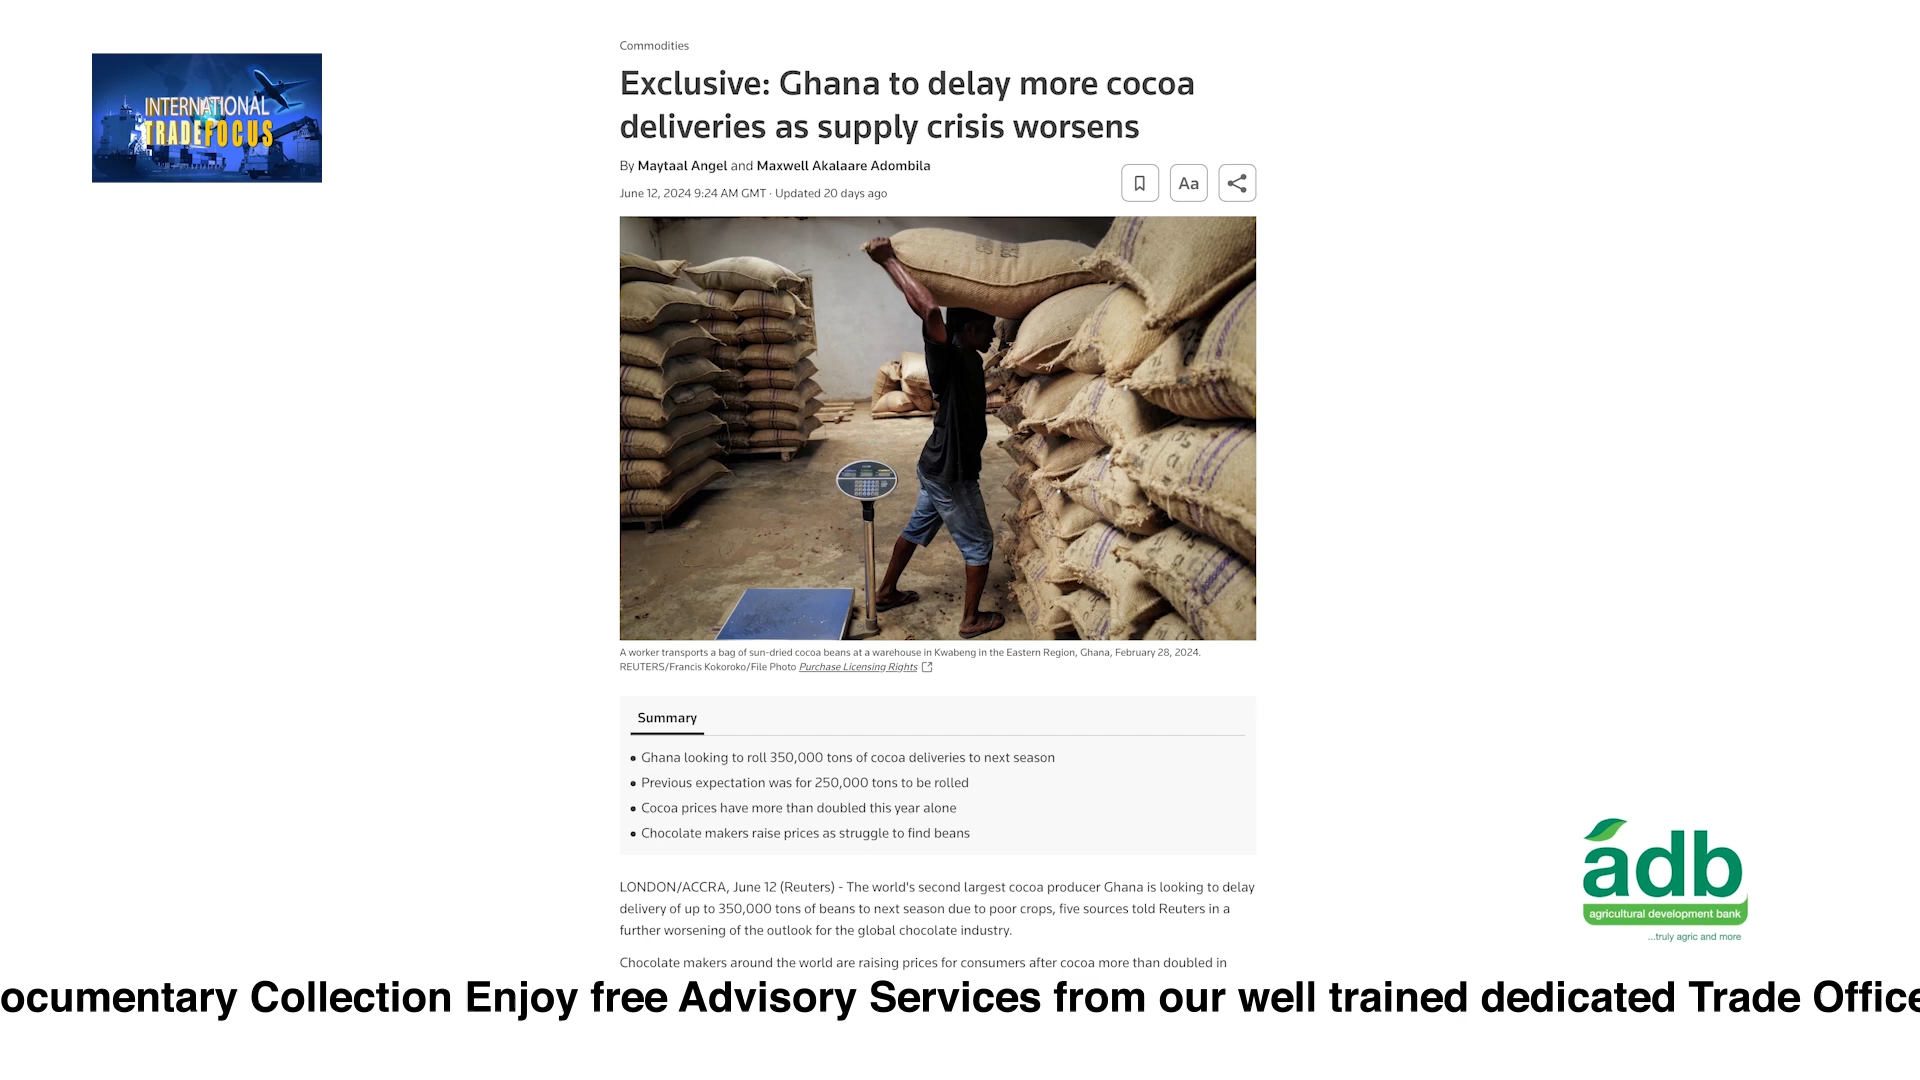 INTERNATIONAL
TRADEFOCUS
Commodities
Exclusive: Ghana to delay more cocoa
deliveries as supply crisis worsens
By Maytaal Angel and Maxwell Akalaare Adombila
June 12, 2024 9:24 AM GMT · Updated 20 days ago
Aa
A worker transports a bag of sun-dried cocoa beans at a warehouse in Kwabeng in the Eastern Region, Ghana, February 28, 2024.
REUTERS/Francis Kokoroko/File Photo Purchase Licensing Rights
Summary
• Ghana looking to roll 350,000 tons of cocoa deliveries to next season
• Previous expectation was for 250,000 tons to be rolled
• Cocoa prices have more than doubled this year alone
• Chocolate makers raise prices as struggle to find beans
LONDON/ACCRA, June 12 (Reuters) - The world's second largest cocoa producer Ghana is looking to delay
delivery of up to 350,000 tons of beans to next season due to poor crops, five sources told Reuters in a
further worsening of the outlook for the global chocolate industry.
Chocolate makers around the world are raising prices for consumers after cocoa more than doubled in
adb
agricultural development bank
...truly agric and more
ocumentary Collection Enjoy free Advisory Services from our well trained dedicated Trade Office